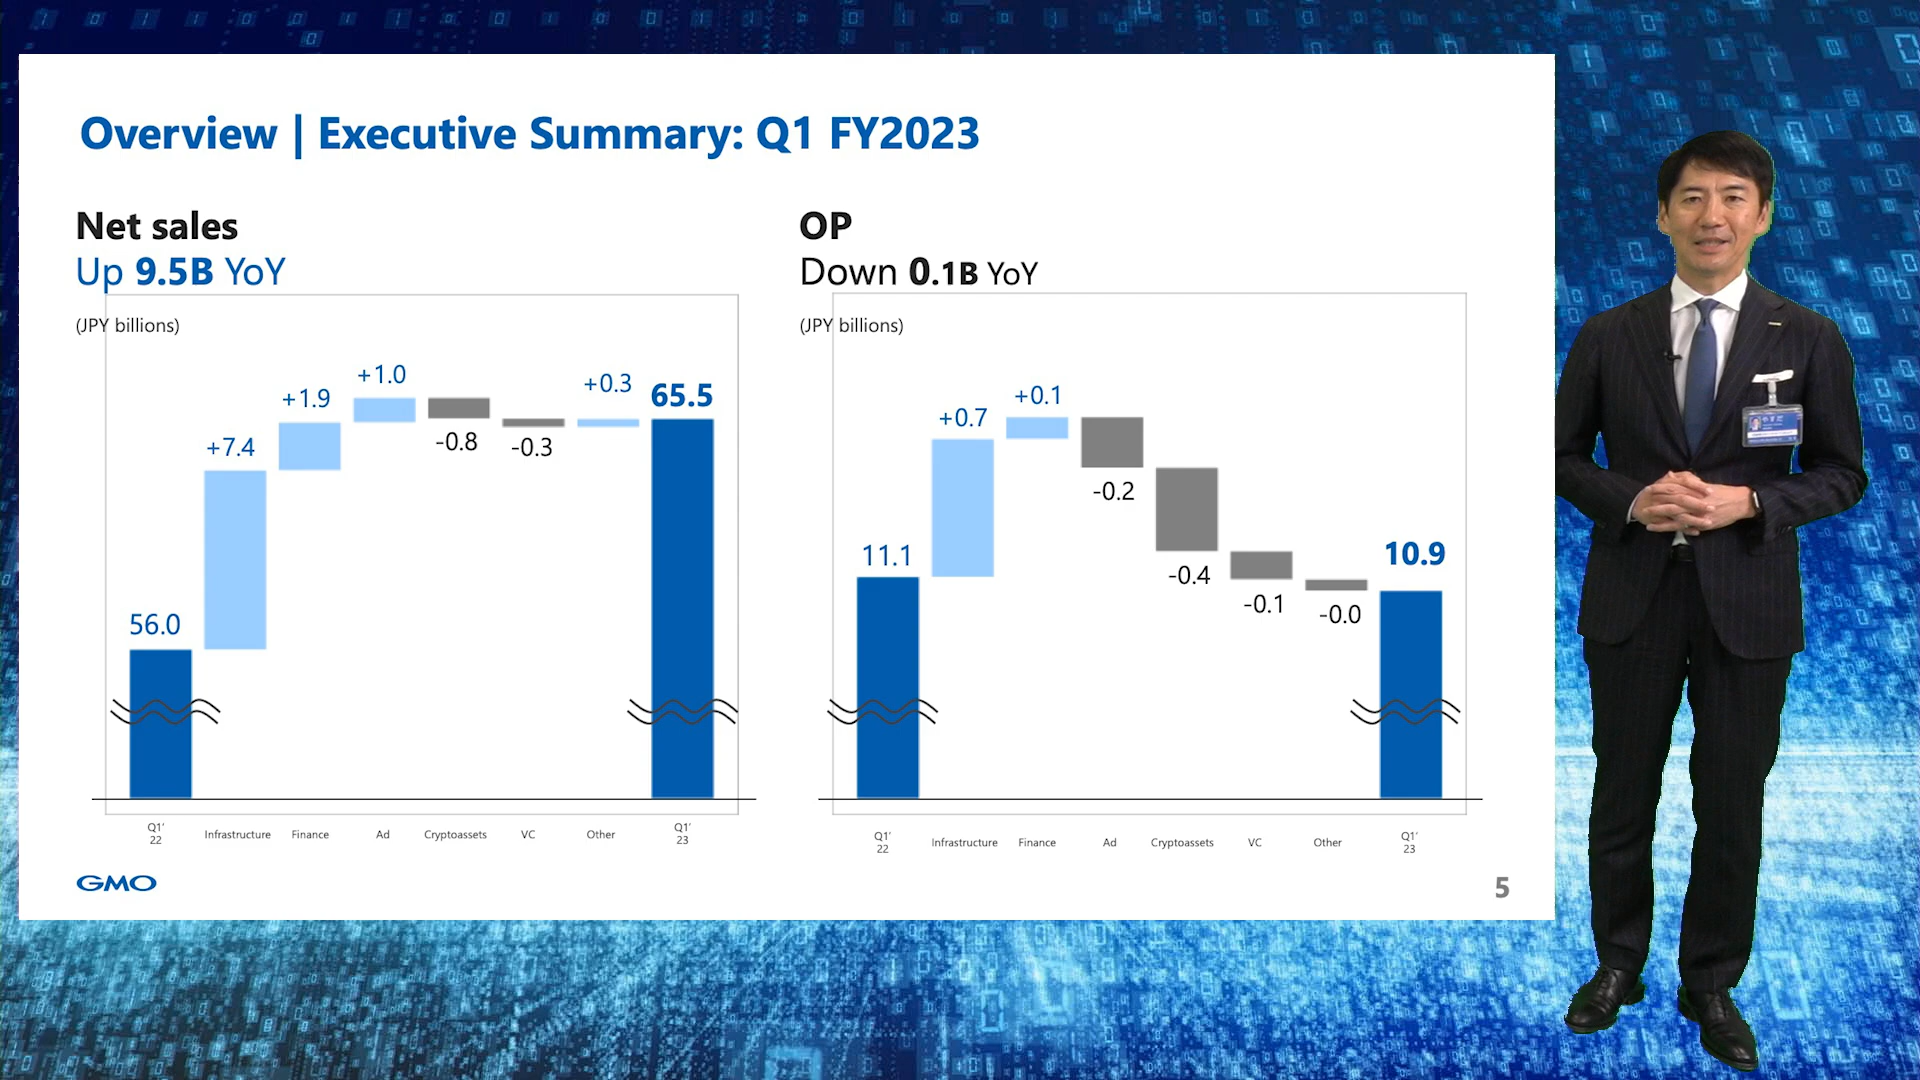 Overview | Executive Summary: Q1 FY2023
Net sales
Up 9.5B YoY
(JPY billions)
56.0
+7.4
+1.9
+1.0
-0.8
-0.3
+0.3
65.5
Q1'
22
Infrastructure
Finance
Ad
Cryptoassets
VC
Other
Q1'
23
OP
Down 0.1B YoY
(JPY billions)
11.1
+0.7
+0.1
-0.2
-0.4
-0.1
-0.0
10.9
Q1'
22
Infrastructure
Finance
Ad
Cryptoassets
VC
Other
Q1'
23
GMO
5